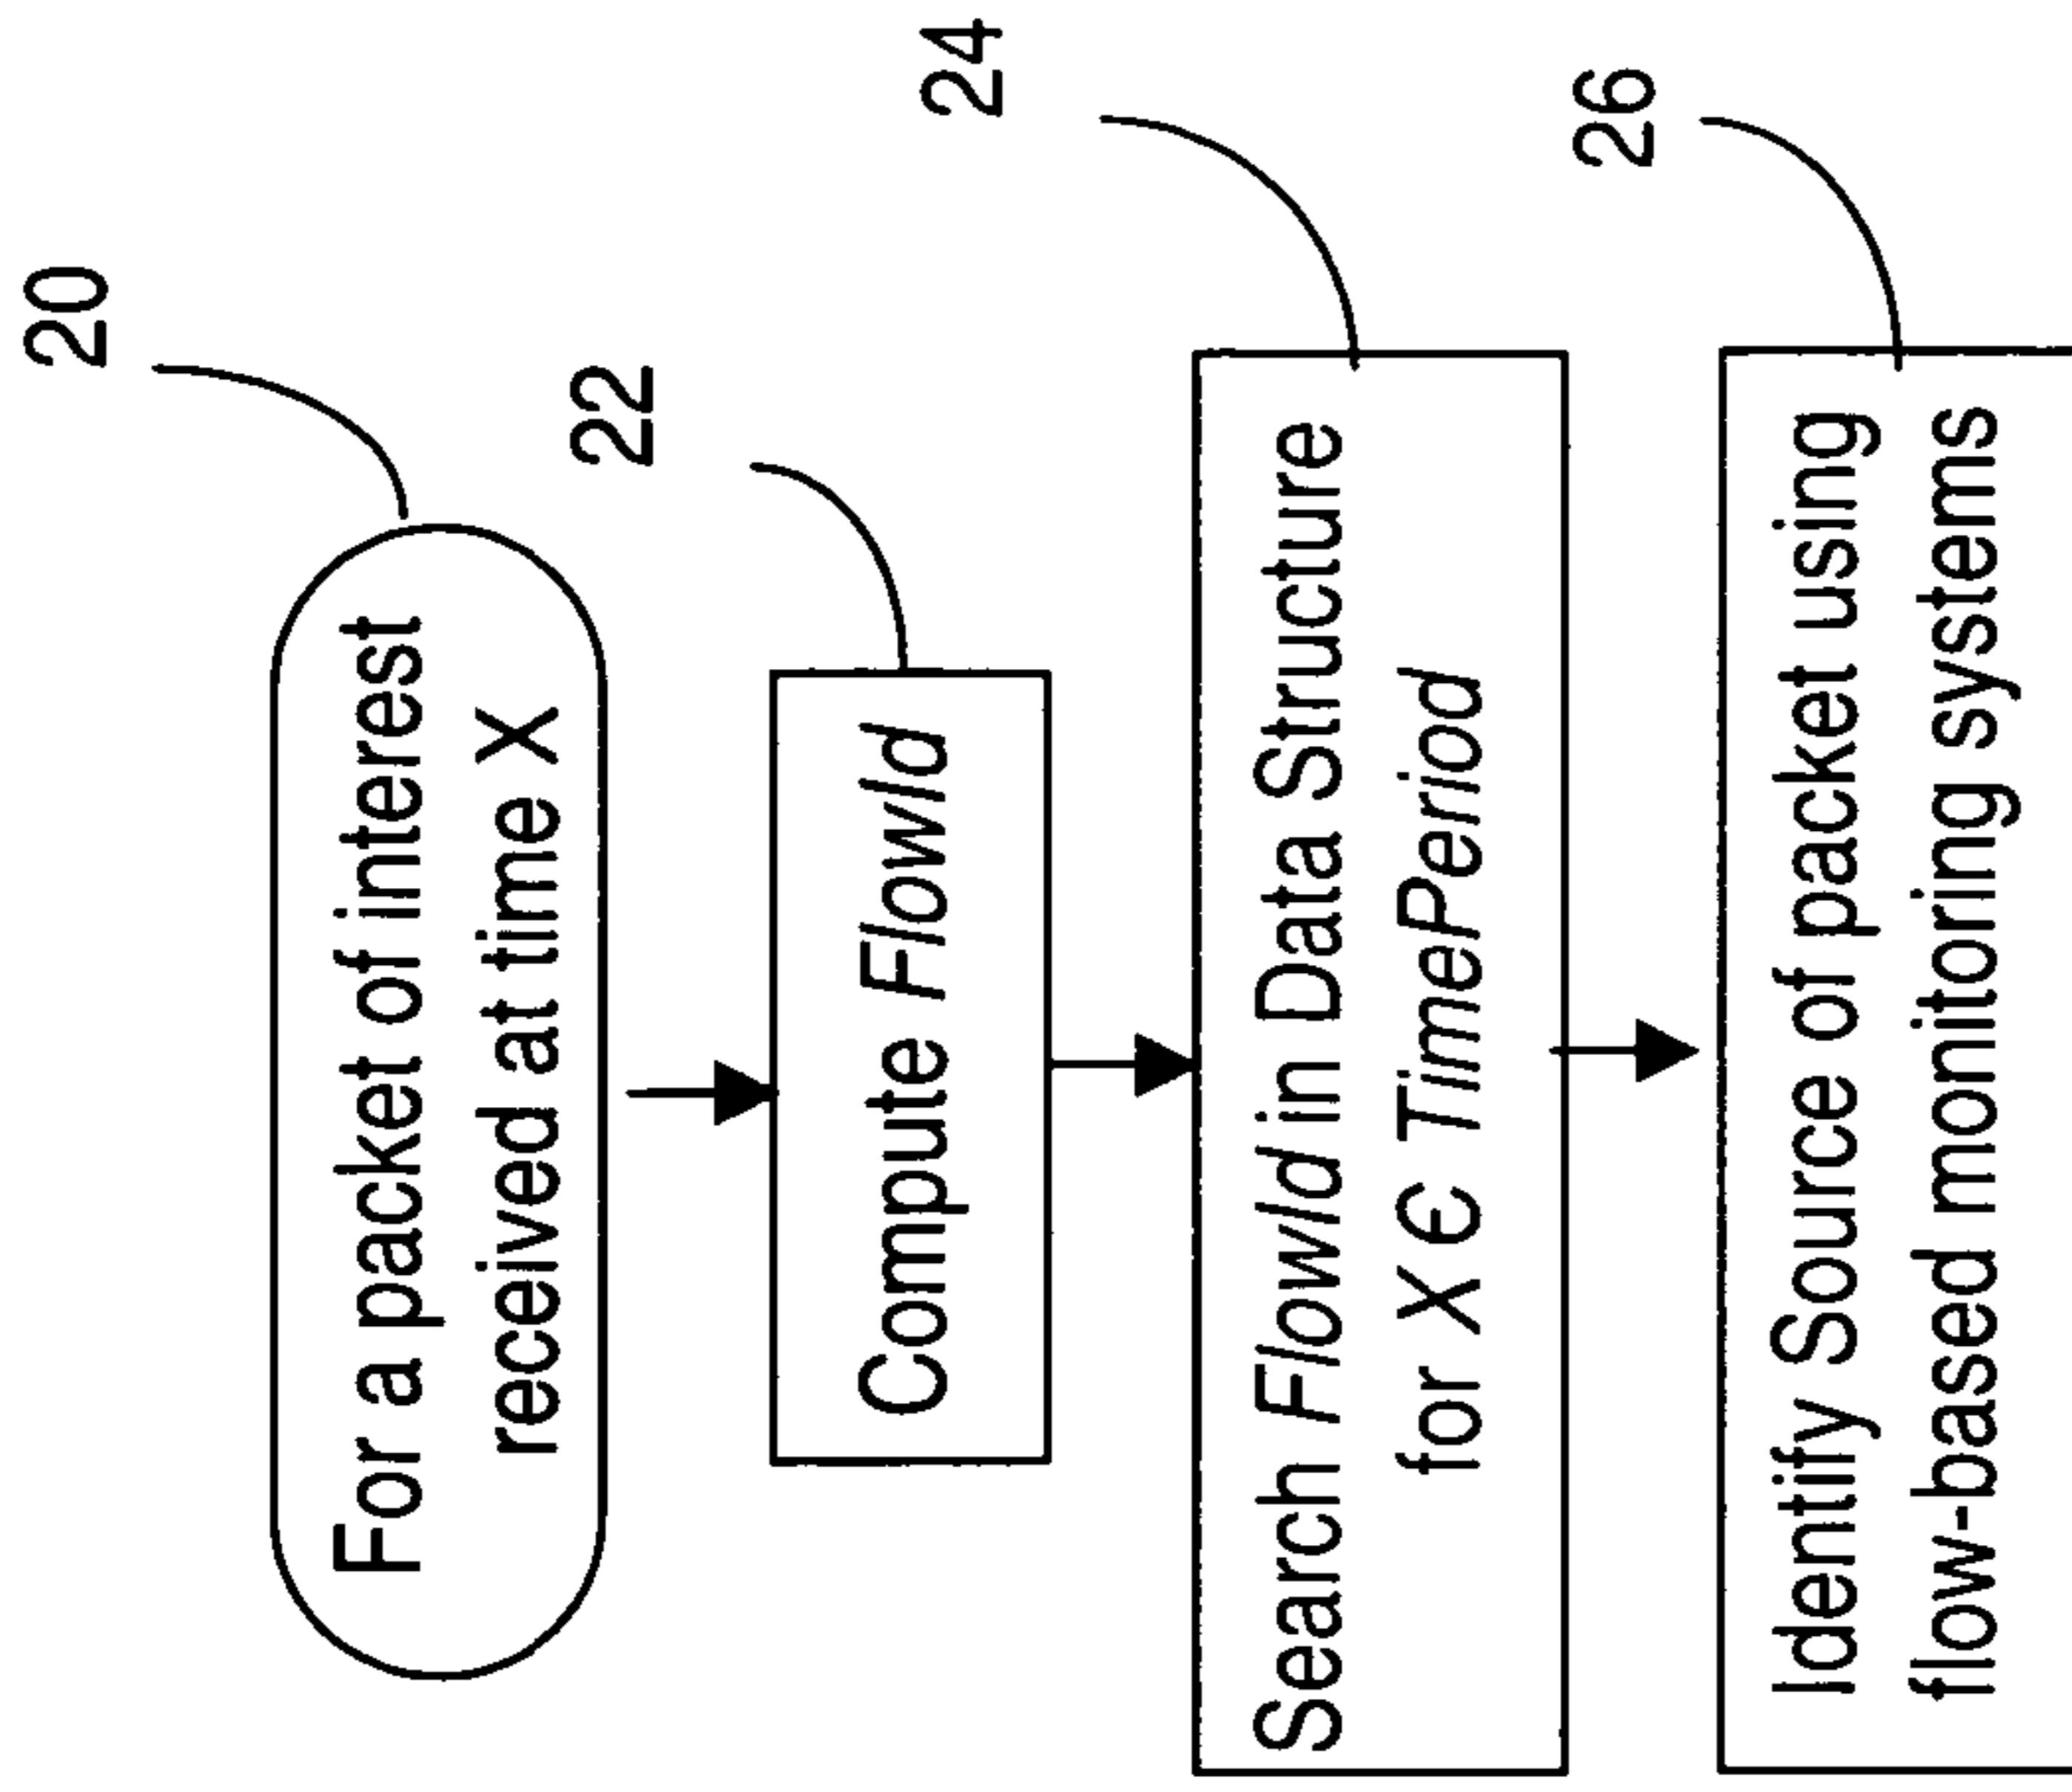 20
For a packet of interest
received at time X
22
Compute FlowId
24
Search FlowId in Data Structure
for X ϵ TimePeriod
26
Identify Source of packet using
flow-based monitoring systems